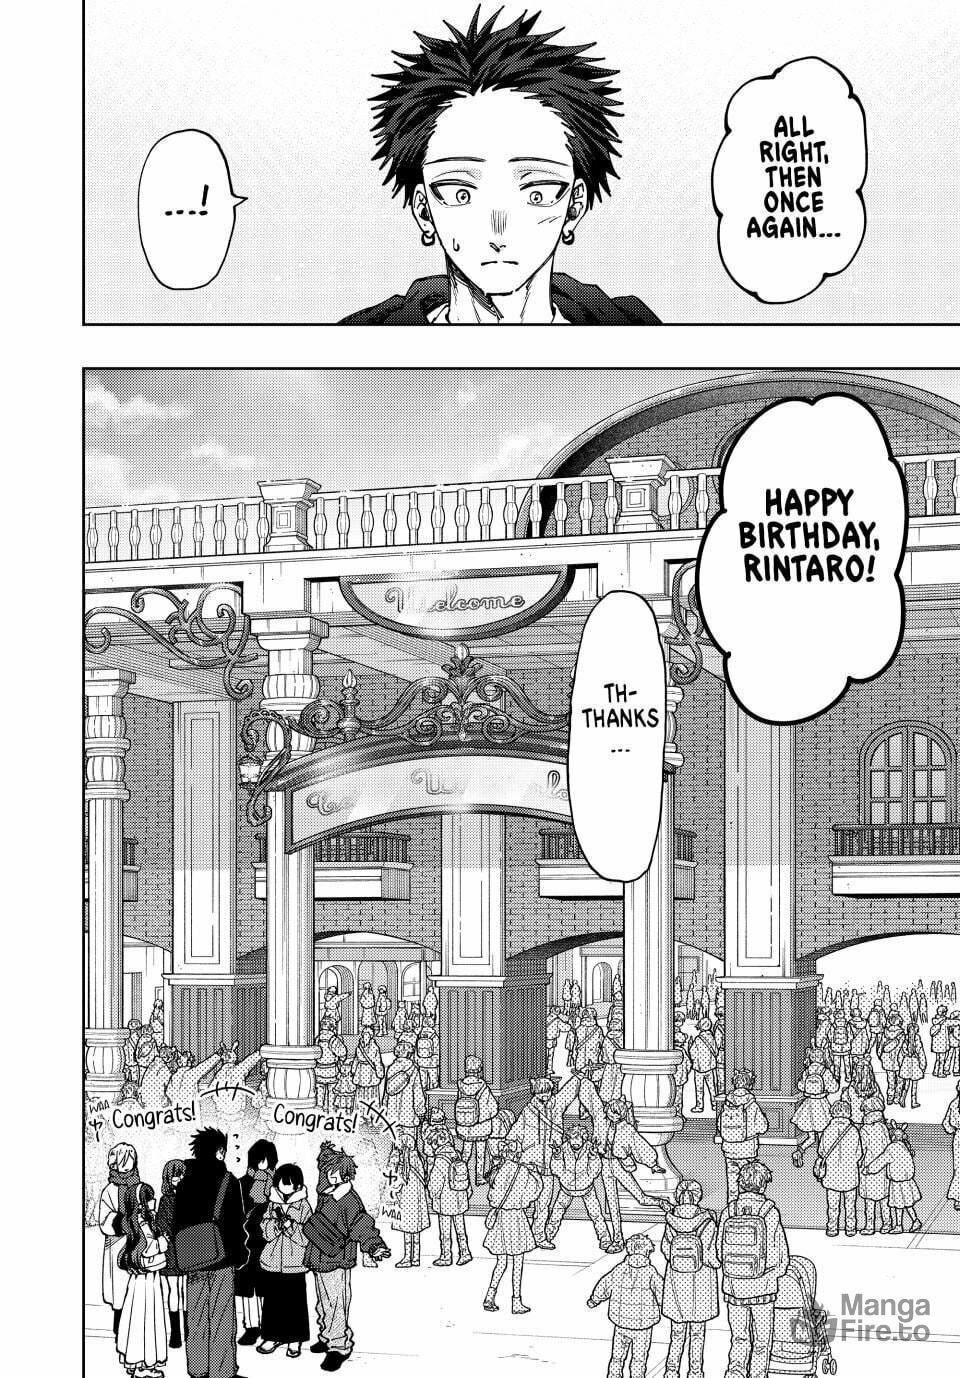 ALL
RIGHT,
THEN
ONCE
AGAIN...
....!
HAPPY
BIRTHDAY,
RINTARO!
TH-
THANKS
...
Welcome
WAA
Congrats!
Congrats!
WAA
Manga
Fire.to